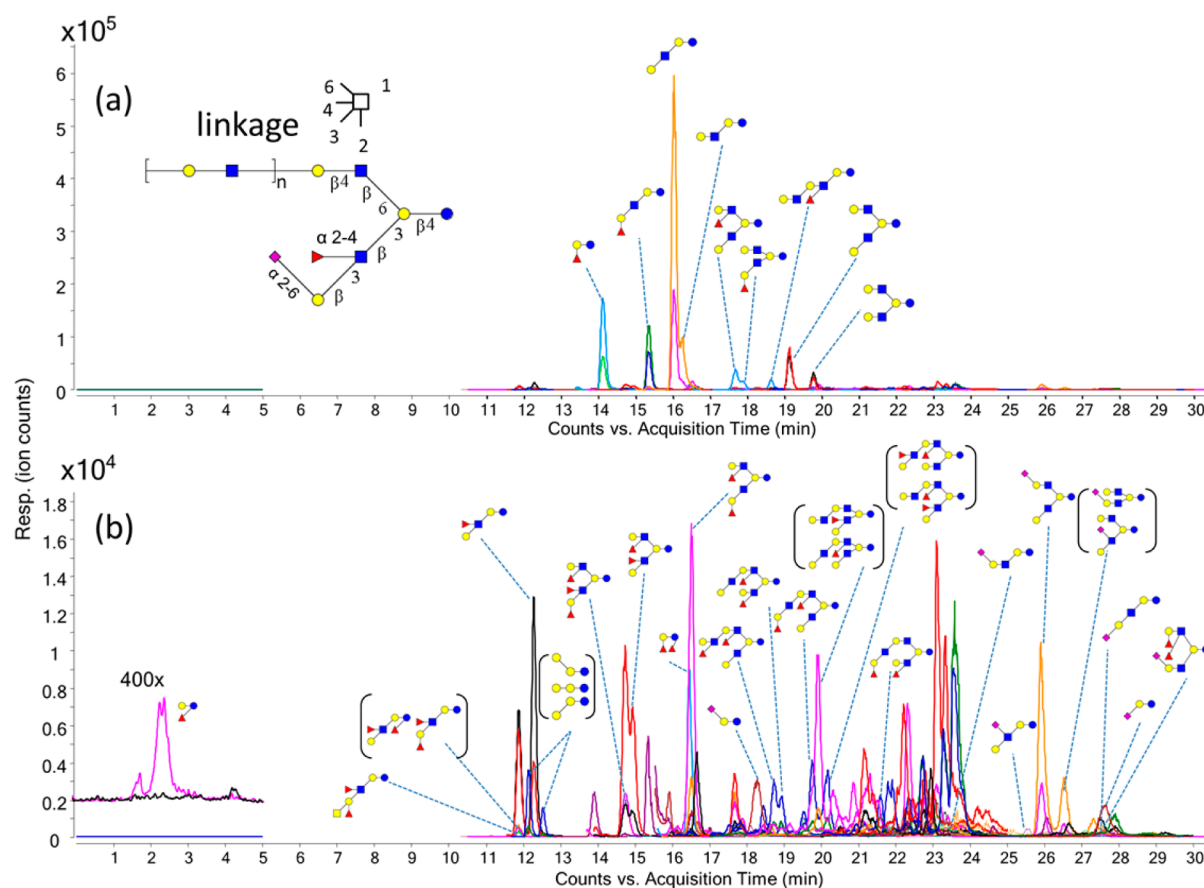 x10⁵
(a)
6 1
4
3
2
linkage
n
β4
β
6
3
β4
α 2-4
β
3
α 2-6
β
6
5
4
3
2
1
0
1 2 3 4 5 6 7 8 9 10 11 12 13 14 15 16 17 18 19 20 21 22 23 24 25 26 27 28 29 30
Counts vs. Acquisition Time (min)
Resp. (ion counts)
x10⁴
(b)
1.8
1.6
1.4
1.2
1
0.8
0.6
0.4
0.2
0
400x
1 2 3 4 5 6 7 8 9 10 11 12 13 14 15 16 17 18 19 20 21 22 23 24 25 26 27 28 29 30
Counts vs. Acquisition Time (min)